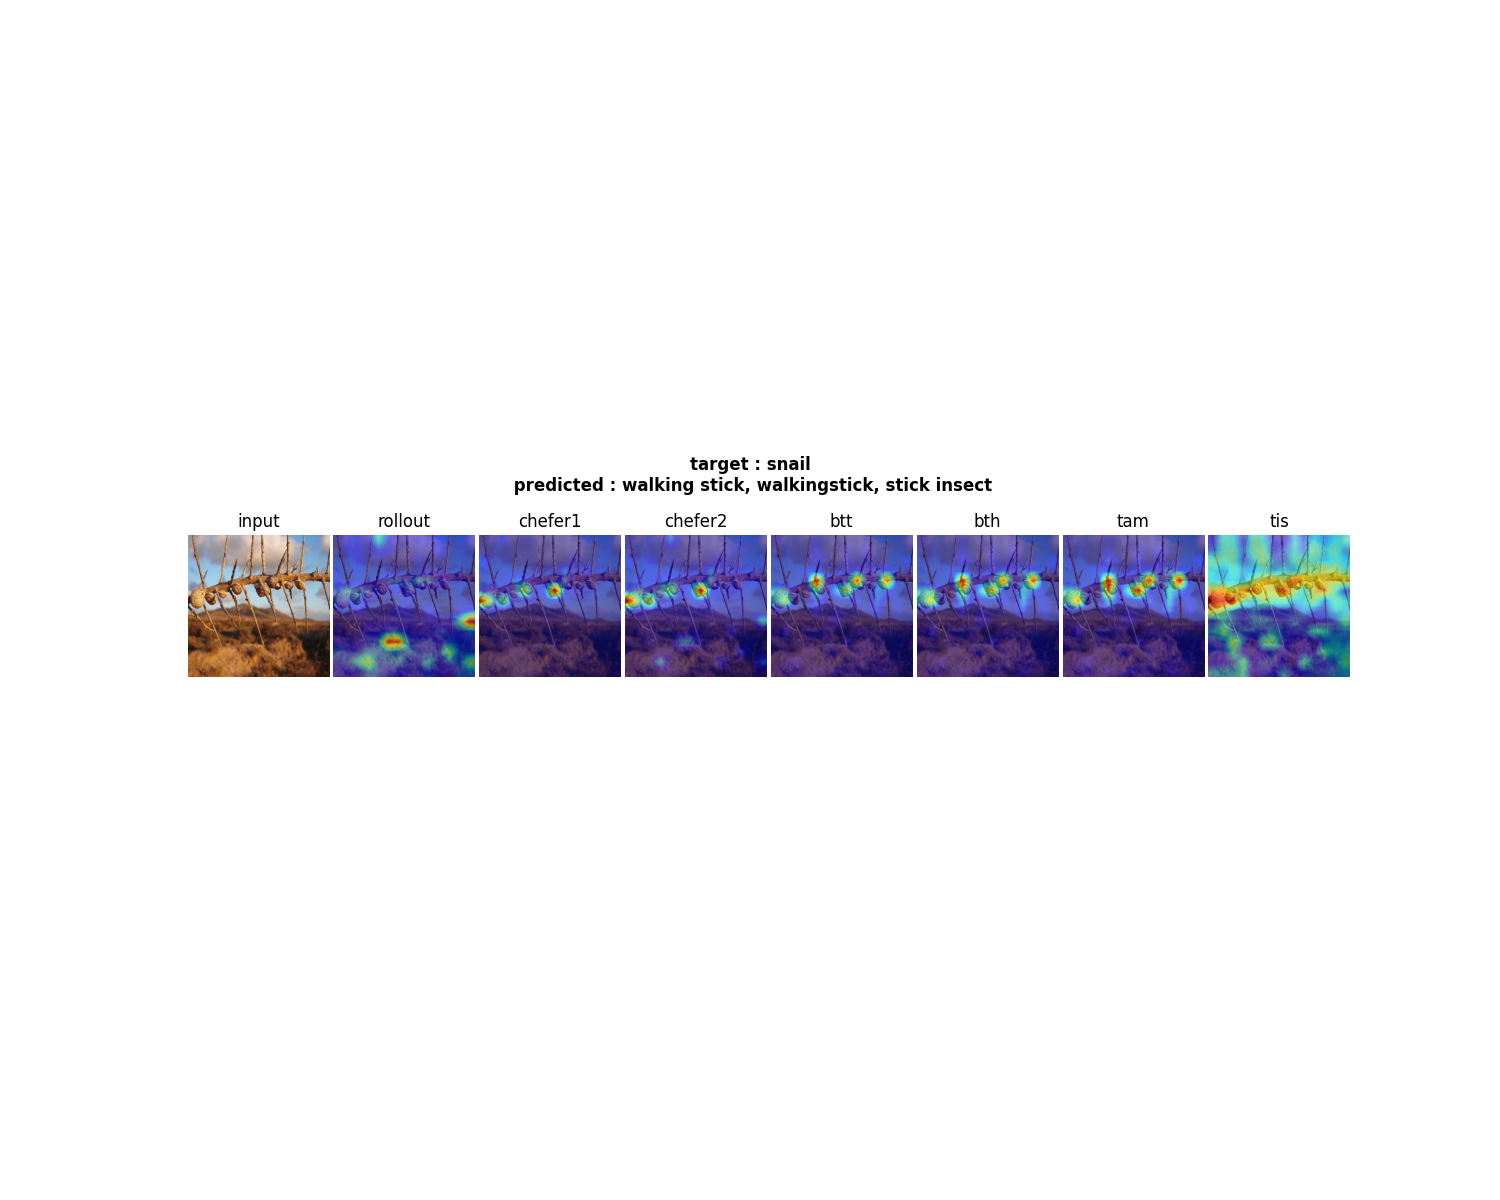 target : snail
predicted : walking stick, walkingstick, stick insect
input rollout chefer1 chefer2 btt bth tam tis